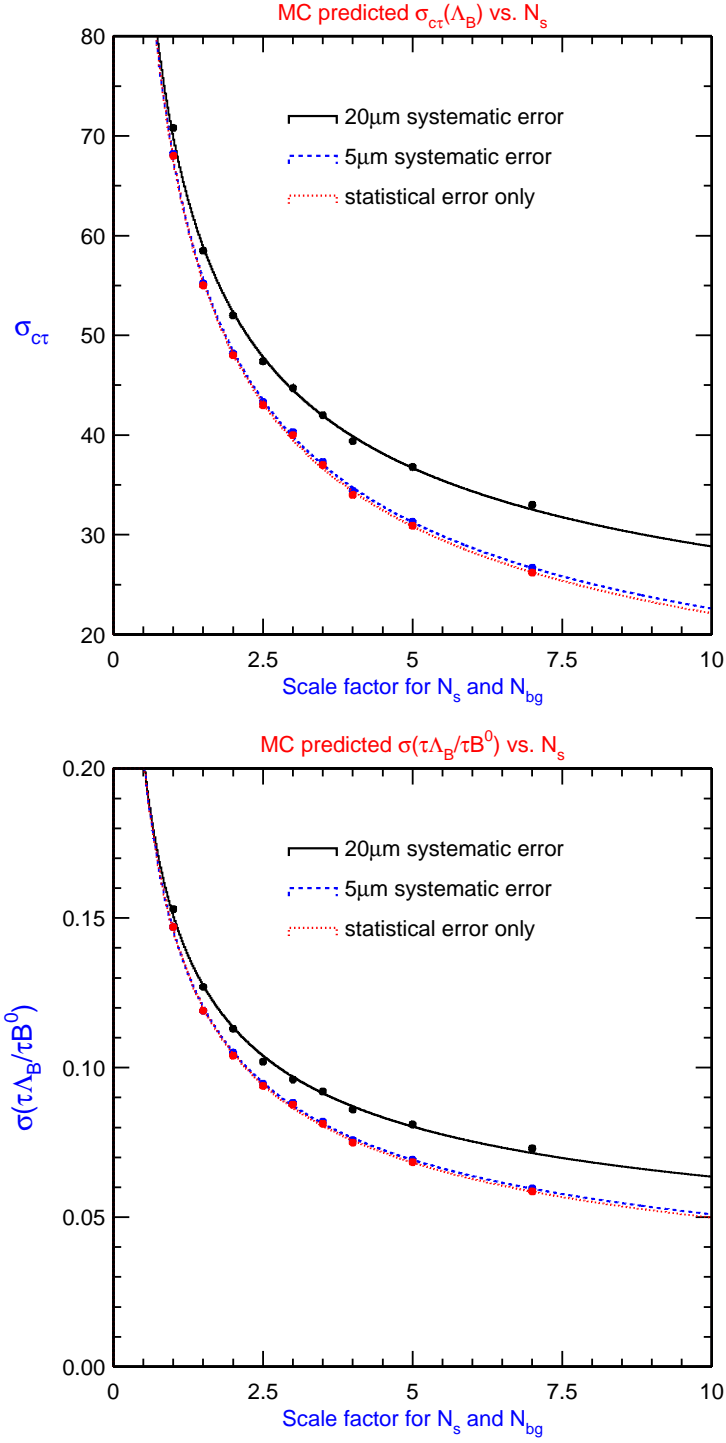 MC predicted σcτ(ΛB) vs. Ns
80
70
60
50
40
30
20
σcτ
20μm systematic error
5μm systematic error
statistical error only
0 2.5 5 7.5 10
Scale factor for Ns and Nbg
MC predicted σ(τΛB/τB0) vs. Ns
0.20
0.15
0.10
0.05
0.00
σ(τΛB/τB0)
20μm systematic error
5μm systematic error
statistical error only
0 2.5 5 7.5 10
Scale factor for Ns and Nbg